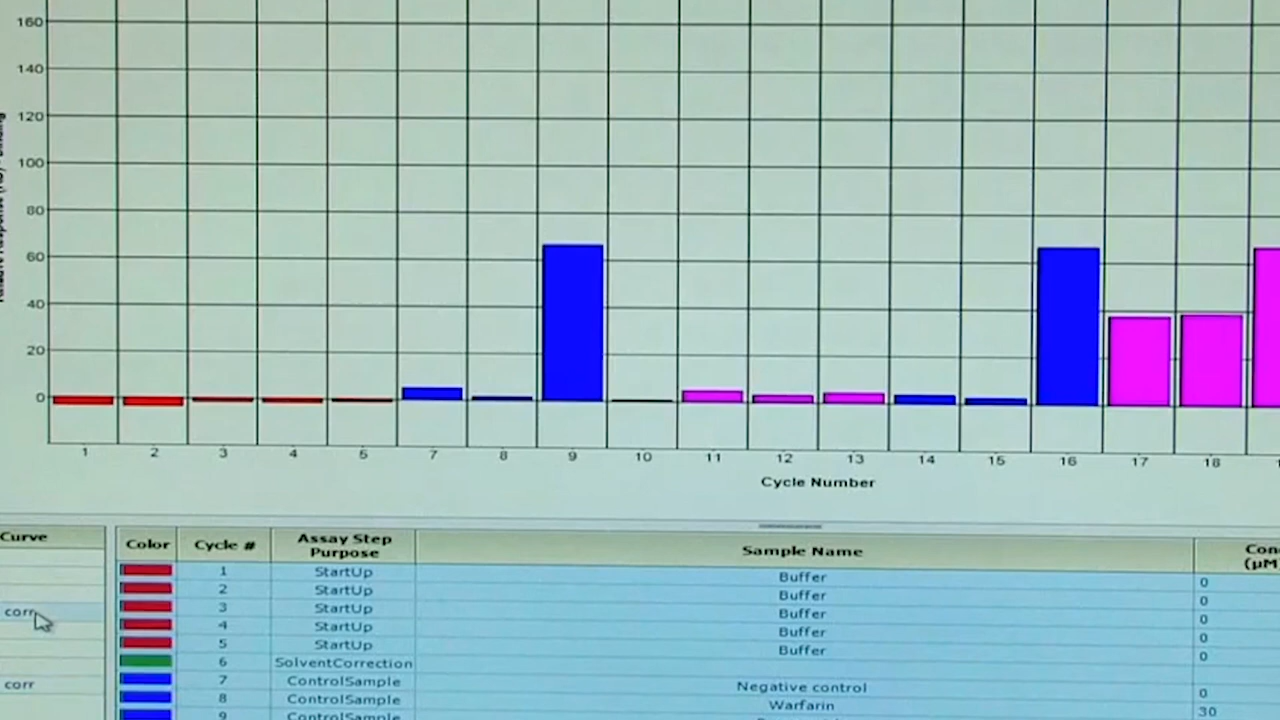 160
140
120
100
80
60
40
20
0
1 2 3 4 5 7 8 9 10 11 12 13 14 15 16 17 18
Cycle Number
Curve
corr
corr
Color Cycle # Assay Step Purpose Sample Name
1 StartUp Buffer 0
2 StartUp Buffer 0
3 StartUp Buffer 0
4 StartUp Buffer 0
5 StartUp Buffer 0
6 SolventCorrection
7 ControlSample Negative control 0
8 ControlSample Warfarin 30
9 ControlSample